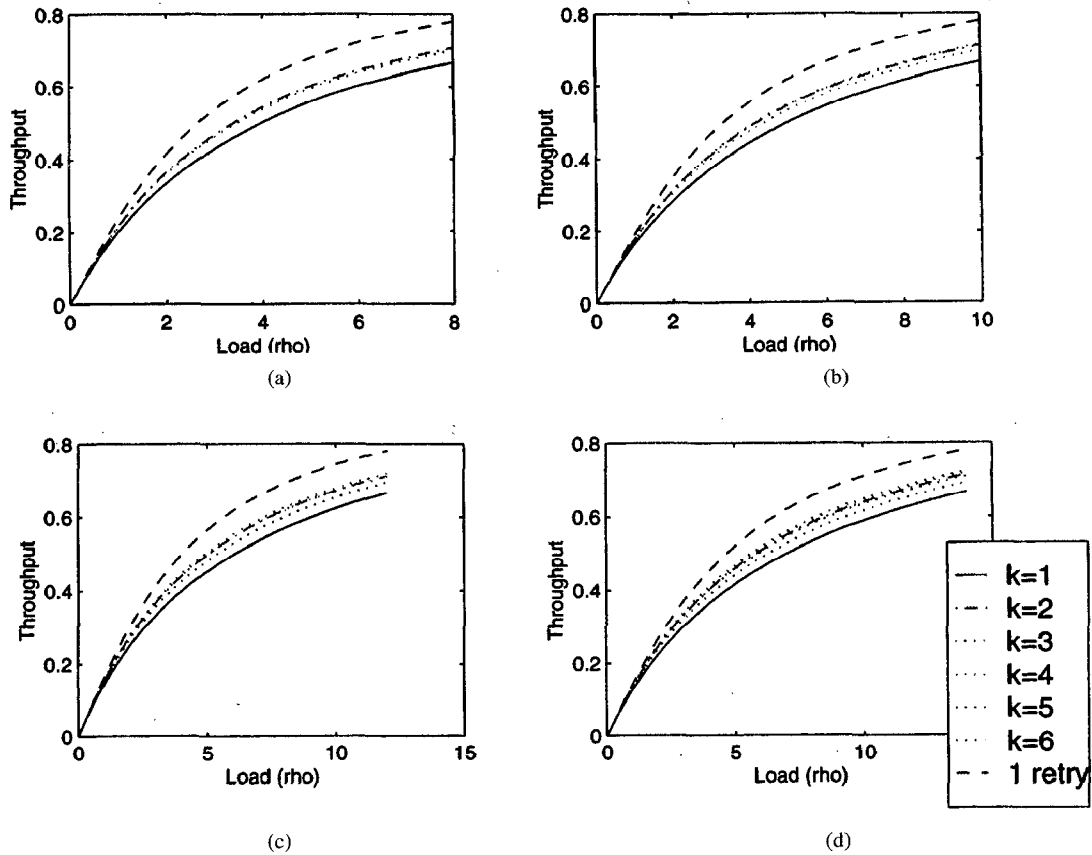 0.8
0.6
0.4
0.2
0
Throughput
0 2 4 6 8
Load (rho)
(a)
0.8
0.6
0.4
0.2
0
Throughput
0 2 4 6 8 10
Load (rho)
(b)
0.8
0.6
0.4
0.2
0
Throughput
0 5 10 15
Load (rho)
(c)
0.8
0.6
0.4
0.2
0
Throughput
0 5 10
Load (rho)
(d)
k=1
k=2
k=3
k=4
k=5
k=6
1 retry